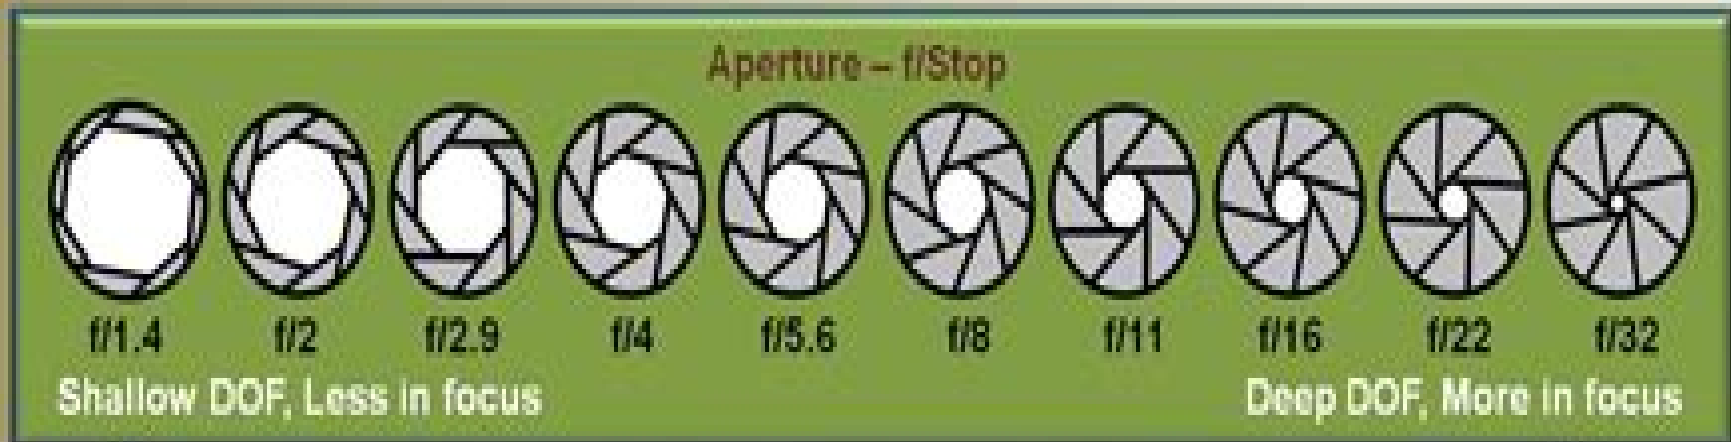 Aperture – f/Stop
f/1.4 f/2 f/2.9 f/4 f/5.6 f/8 f/11 f/16 f/22 f/32
Shallow DOF, Less in focus Deep DOF, More in focus